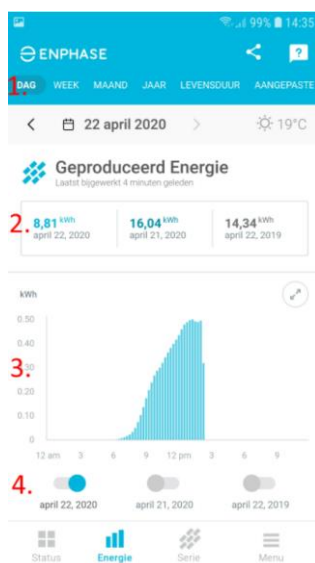 99% 14:35
ENPHASE
?
1. DAG WEEK MAAND JAAR LEVENSDUUR AANGEPASTE
22 april 2020 19°C
Geproduceerd Energie
Laatst bijgewerkt 4 minuten geleden
2. 8,81 kWh 16,04 kWh 14,34 kWh
april 22, 2020 april 21, 2020 april 22, 2019
kWh
0.50
0.40
3. 0.30
0.20
0.10
0
12 am 3 6 9 12 pm 3 6 9
4.
april 22, 2020 april 21, 2020 april 22, 2019
Status Energie Serie Menu